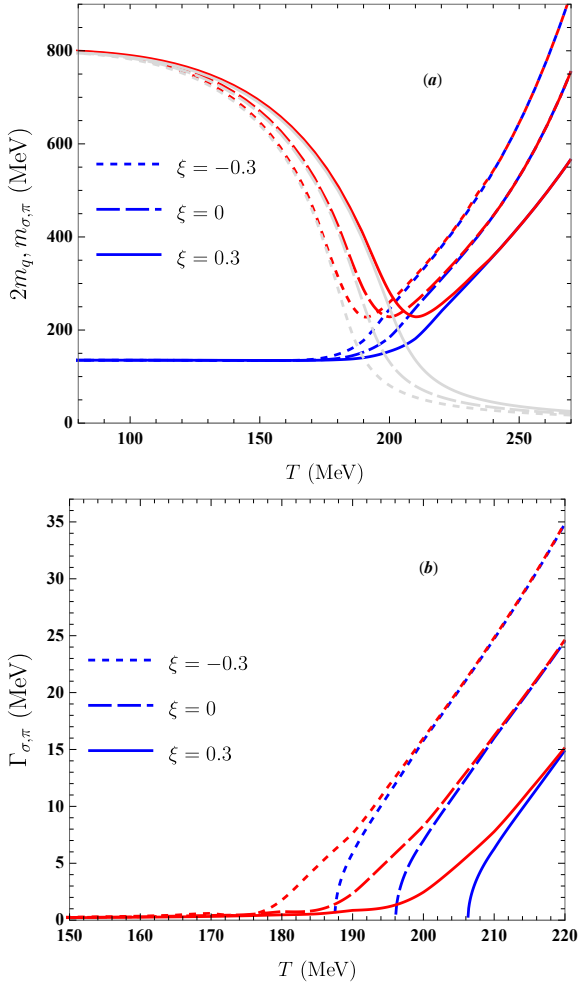 800
600
400
200
0
2m_q, m_{σ,π} (MeV)
(a)
ξ = −0.3
ξ = 0
ξ = 0.3
100 150 200 250
T (MeV)
35
30
25
20
15
10
5
0
Γ_{σ,π} (MeV)
(b)
ξ = −0.3
ξ = 0
ξ = 0.3
150 160 170 180 190 200 210 220
T (MeV)